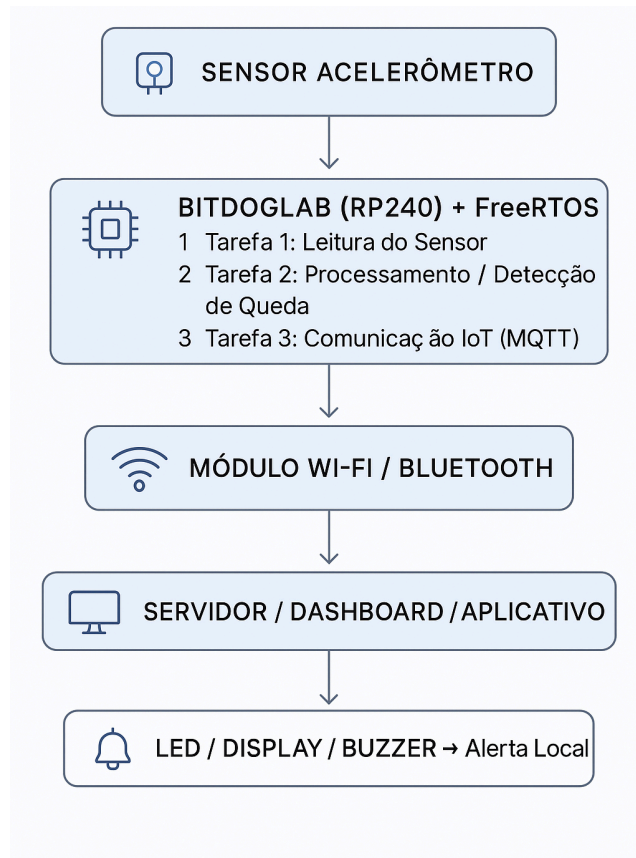 SENSOR ACELERÔMETRO
BITDOGLAB (RP240) + FreeRTOS
1 Tarefa 1: Leitura do Sensor
2 Tarefa 2: Processamento / Detecção
de Queda
3 Tarefa 3: Comunicaç ão IoT (MQTT)
MÓDULO WI-FI / BLUETOOTH
SERVIDOR / DASHBOARD / APLICATIVO
LED / DISPLAY / BUZZER → Alerta Local